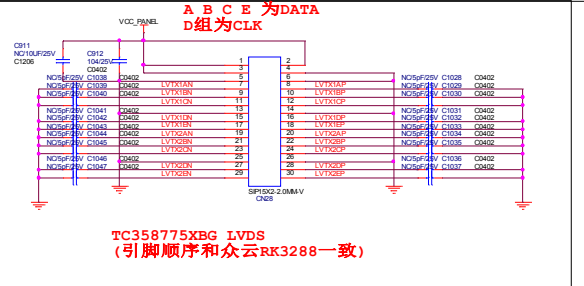 A B C E 为DATA
D组为CLK
VCC_PANEL
C911
NC/10UF/25V
C1206
C912
104/25V
C0402
1 2
3 4
5 6
7 8
9 10
11 12
13 14
15 16
17 18
19 20
21 22
23 24
25 26
27 28
29 30
NC/5pF/25V C1038 C0402
NC/5pF/25V C1039 C0402 LVTX1AN
NC/5pF/25V C1040 C0402 LVTX1BN
LVTX1CN
NC/5pF/25V C1041 C0402
NC/5pF/25V C1042 C0402 LVTX1DN
NC/5pF/25V C1043 C0402 LVTX1EN
NC/5pF/25V C1044 C0402 LVTX2AN
NC/5pF/25V C1045 C0402 LVTX2BN
LVTX2CN
NC/5pF/25V C1046 C0402
NC/5pF/25V C1047 C0402 LVTX2DN
LVTX2EN
NC/5pF/25V C1028 C0402
LVTX1AP NC/5pF/25V C1029 C0402
LVTX1BP NC/5pF/25V C1030 C0402
LVTX1CP
NC/5pF/25V C1031 C0402
LVTX1DP NC/5pF/25V C1032 C0402
LVTX1EP NC/5pF/25V C1033 C0402
LVTX2AP NC/5pF/25V C1034 C0402
LVTX2BP NC/5pF/25V C1035 C0402
LVTX2CP
NC/5pF/25V C1036 C0402
LVTX2DP NC/5pF/25V C1037 C0402
LVTX2EP
SIP15X2-2.0MM-V
CN28
TC358775XBG LVDS
(引脚顺序和众云RK3288一致)